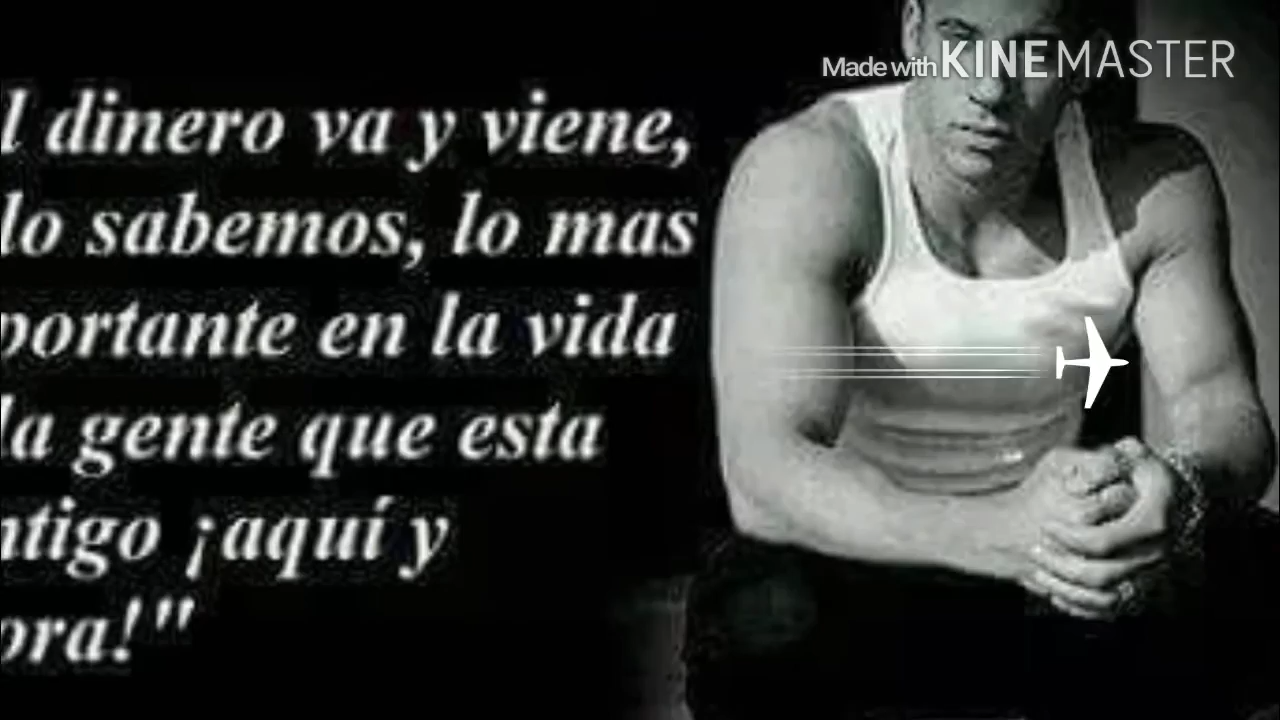 Made with KINEMASTER
l dinero va y viene,
lo sabemos, lo mas
portante en la vida
la gente que esta
ntigo ¡aquí y
ora!"